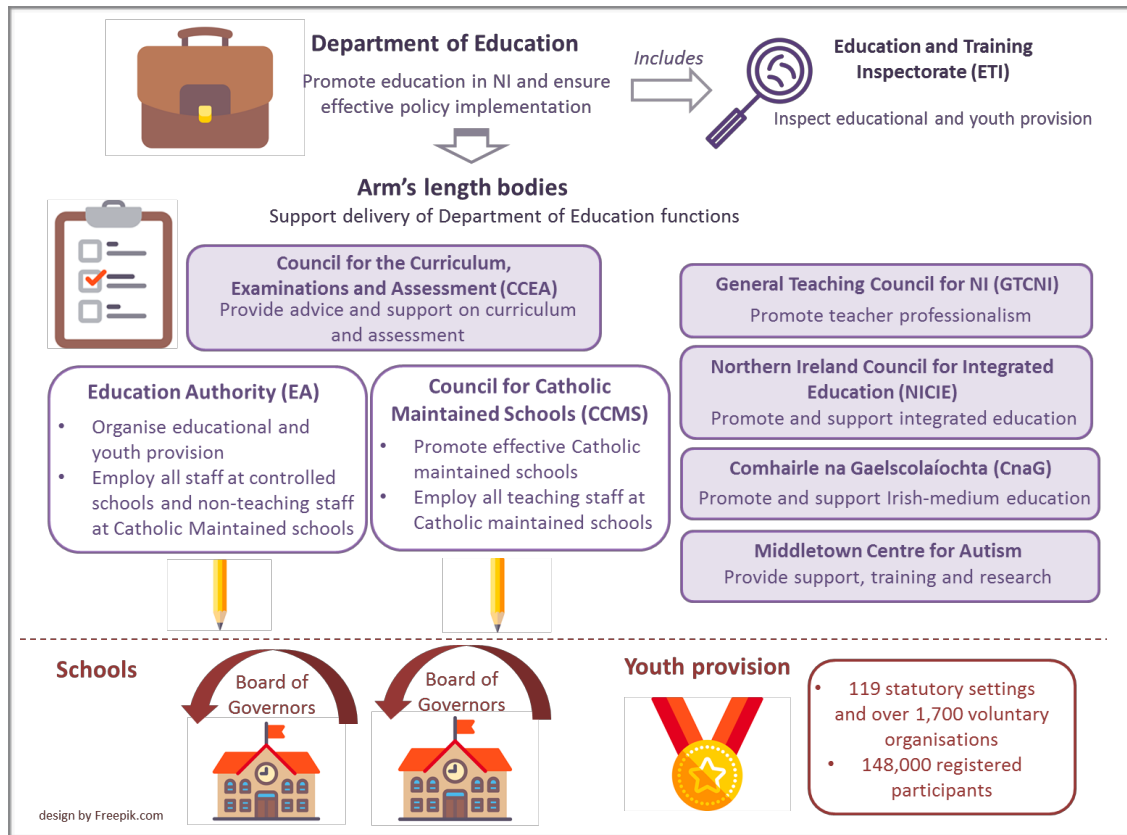 Department of Education
Promote education in NI and ensure
effective policy implementation
Includes
Education and Training
Inspectorate (ETI)
Inspect educational and youth provision
Arm's length bodies
Support delivery of Department of Education functions
Council for the Curriculum,
Examinations and Assessment (CCEA)
Provide advice and support on curriculum
and assessment
General Teaching Council for NI (GTCNI)
Promote teacher professionalism
Northern Ireland Council for Integrated
Education (NICIE)
Promote and support integrated education
Comhairle na Gaelscolaíochta (CnaG)
Promote and support Irish-medium education
Middletown Centre for Autism
Provide support, training and research
Education Authority (EA)
• Organise educational and
youth provision
• Employ all staff at controlled
schools and non-teaching staff
at Catholic Maintained schools
Council for Catholic
Maintained Schools (CCMS)
• Promote effective Catholic
maintained schools
• Employ all teaching staff at
Catholic maintained schools
Schools
Board of
Governors
Board of
Governors
Youth provision
• 119 statutory settings
and over 1,700 voluntary
organisations
• 148,000 registered
participants
design by Freepik.com